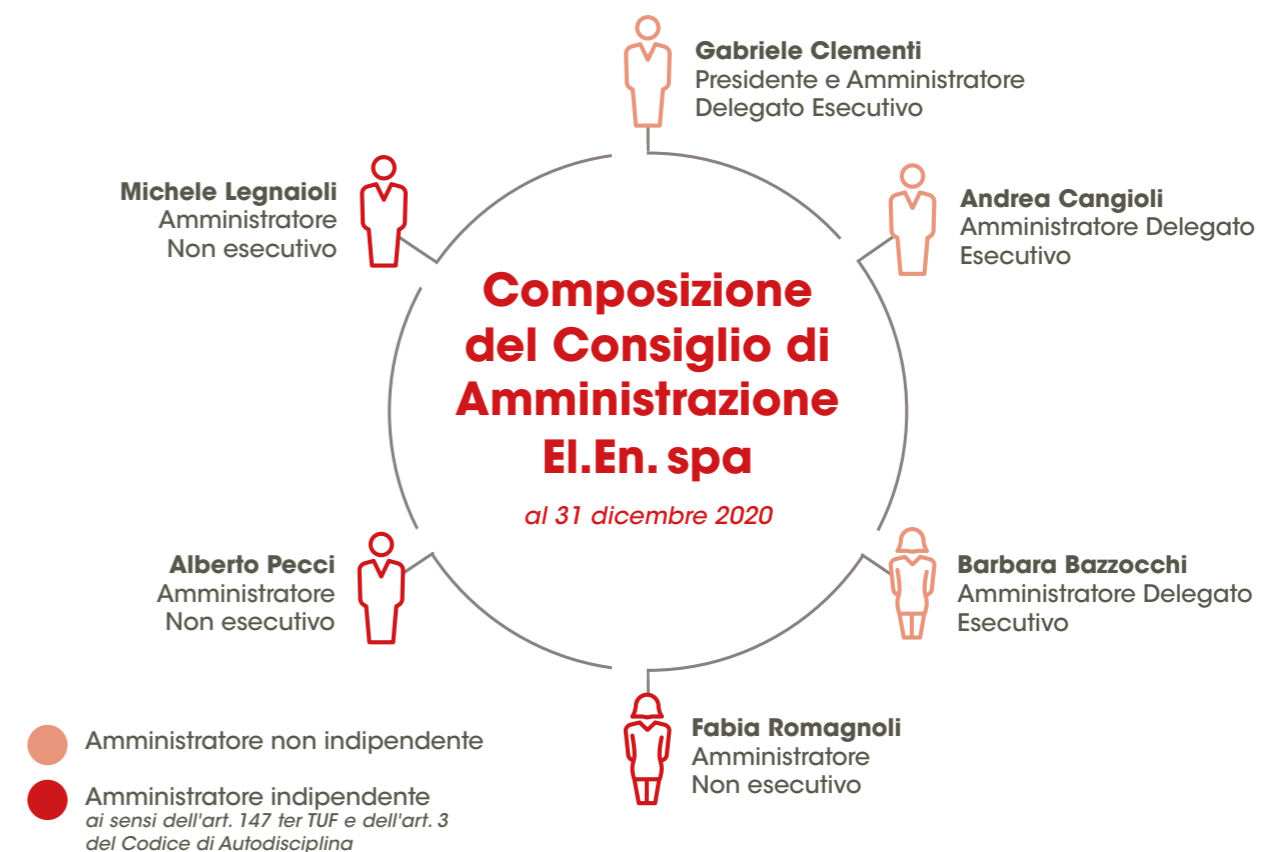 Gabriele Clementi
Presidente e Amministratore
Delegato Esecutivo
Michele Legnaioli
Amministratore
Non esecutivo
Andrea Cangioli
Amministratore Delegato
Esecutivo
Composizione
del Consiglio di
Amministrazione
El.En. spa
al 31 dicembre 2020
Alberto Pecci
Amministratore
Non esecutivo
Barbara Bazzocchi
Amministratore Delegato
Esecutivo
Fabia Romagnoli
Amministratore
Non esecutivo
Amministratore non indipendente
Amministratore indipendente
ai sensi dell'art. 147 ter TUF e dell'art. 3
del Codice di Autodisciplina